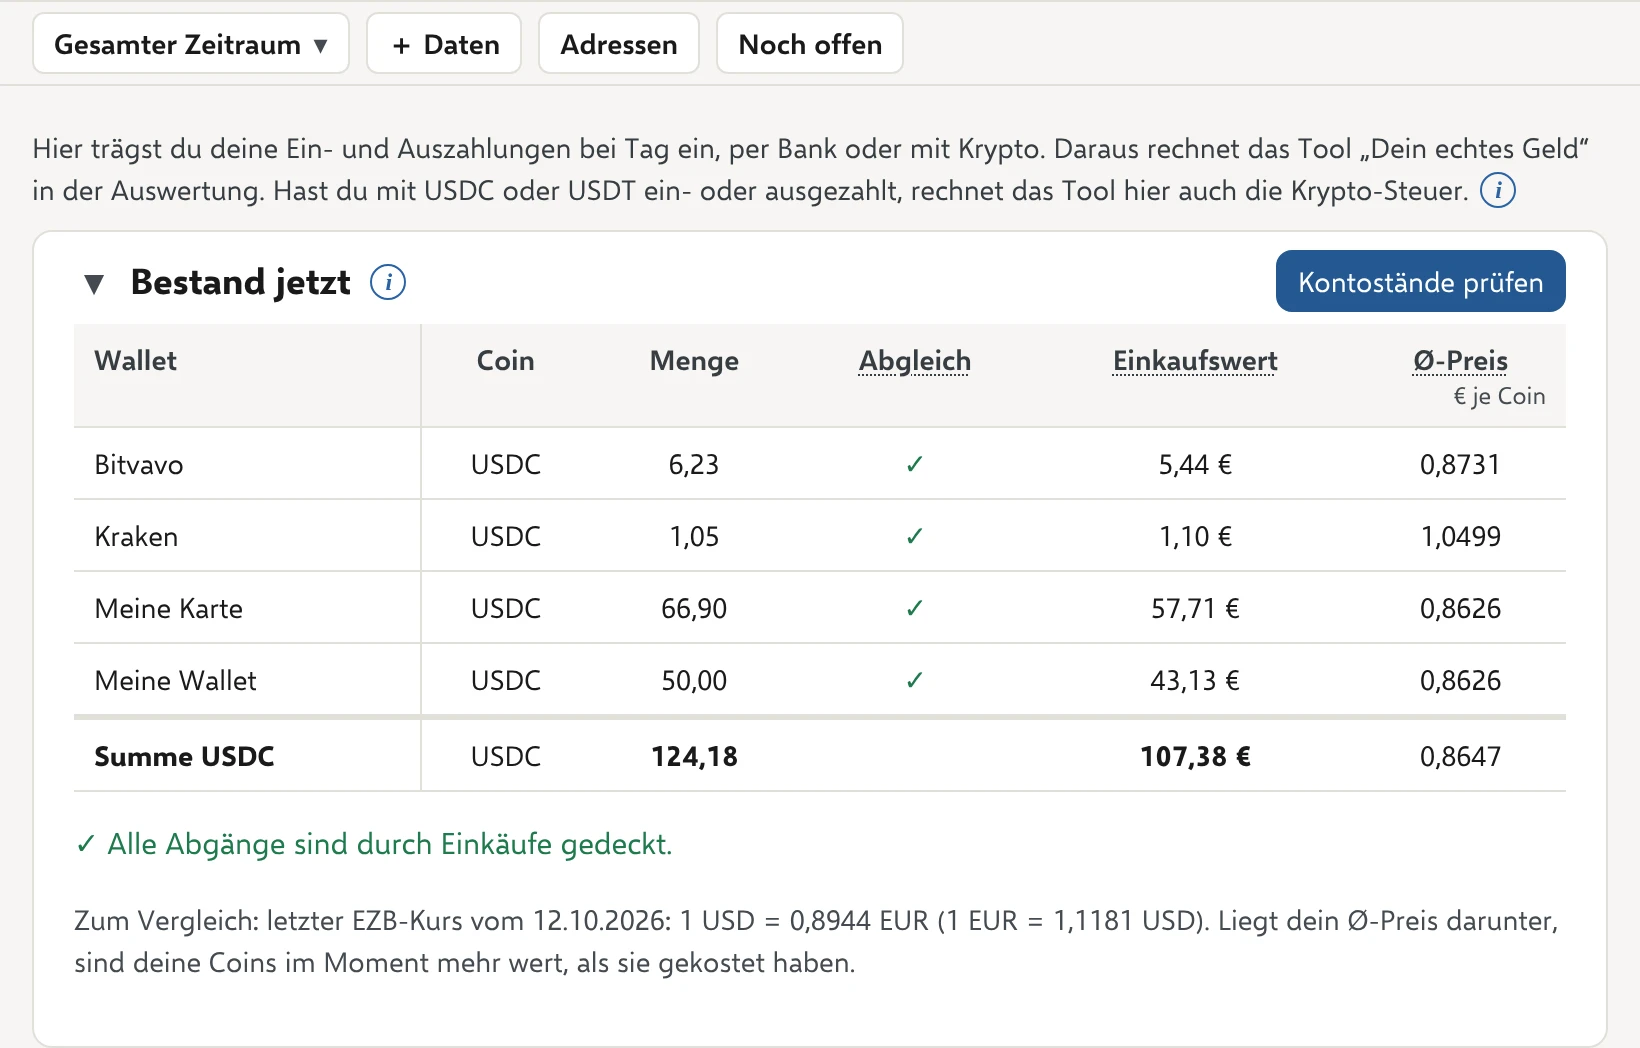 Gesamter Zeitraum ▼ + Daten Adressen Noch offen
Hier trägst du deine Ein- und Auszahlungen bei Tag ein, per Bank oder mit Krypto. Daraus rechnet das Tool „Dein echtes Geld“
in der Auswertung. Hast du mit USDC oder USDT ein- oder ausgezahlt, rechnet das Tool hier auch die Krypto-Steuer. i
▼ Bestand jetzt i Kontostände prüfen
Wallet Coin Menge Abgleich Einkaufswert Ø-Preis
€ je Coin
Bitvavo USDC 6,23 ✓ 5,44 € 0,8731
Kraken USDC 1,05 ✓ 1,10 € 1,0499
Meine Karte USDC 66,90 ✓ 57,71 € 0,8626
Meine Wallet USDC 50,00 ✓ 43,13 € 0,8626
Summe USDC USDC 124,18 107,38 € 0,8647
✓ Alle Abgänge sind durch Einkäufe gedeckt.
Zum Vergleich: letzter EZB-Kurs vom 12.10.2026: 1 USD = 0,8944 EUR (1 EUR = 1,1181 USD). Liegt dein Ø-Preis darunter,
sind deine Coins im Moment mehr wert, als sie gekostet haben.